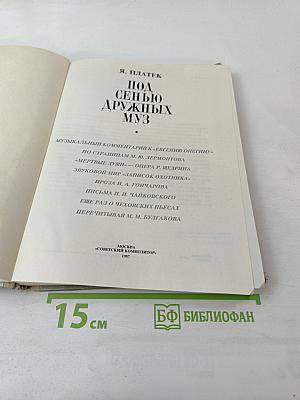 Я. ПЛАТЕК
ПОД
СЕНЬЮ
ДРУЖНЫХ
МУЗ
МУЗЫКАЛЬНЫЙ КОММЕНТАРИЙ К «ЕВГЕНИЮ ОНЕГИНУ»
ПО СТРАНИЦАМ М. Ю. ЛЕРМОНТОВА
«МЕРТВЫЕ ДУШИ» — ОПЕРА Р. ЩЕДРИНА
ЗВУКОВОЙ МИР «ЗАПИСОК ОХОТНИКА»
ПРОЗА И. А. ГОНЧАРОВА
ПИСЬМА П. И. ЧАЙКОВСКОГО
ЕЩЕ РАЗ О ЧЕХОВСКИХ ПЬЕСАХ
ПЕРЕЧИТЫВАЯ М. М. БУЛГАКОВА
МОСКВА
«СОВЕТСКИЙ КОМПОЗИТОР»
1987
15 см
БФ БИБЛИОФАН